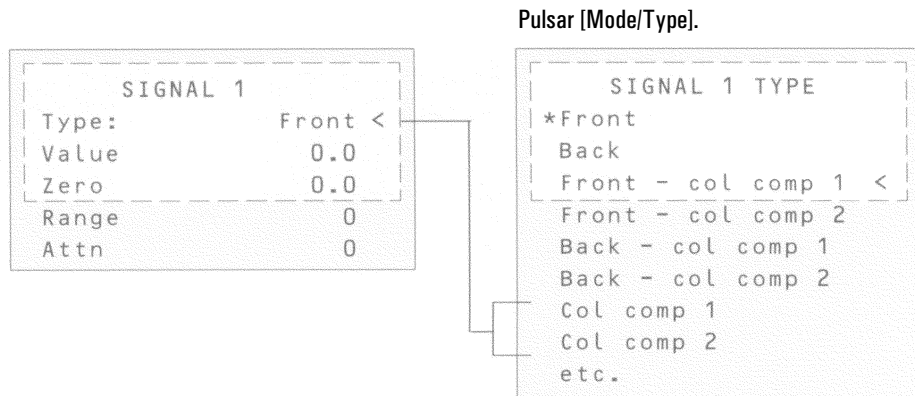 Pulsar [Mode/Type].
SIGNAL 1
Type: Front <
Value 0.0
Zero 0.0
Range 0
Attn 0
SIGNAL 1 TYPE
*Front
Back
Front - col comp 1 <
Front - col comp 2
Back - col comp 1
Back - col comp 2
Col comp 1
Col comp 2
etc.